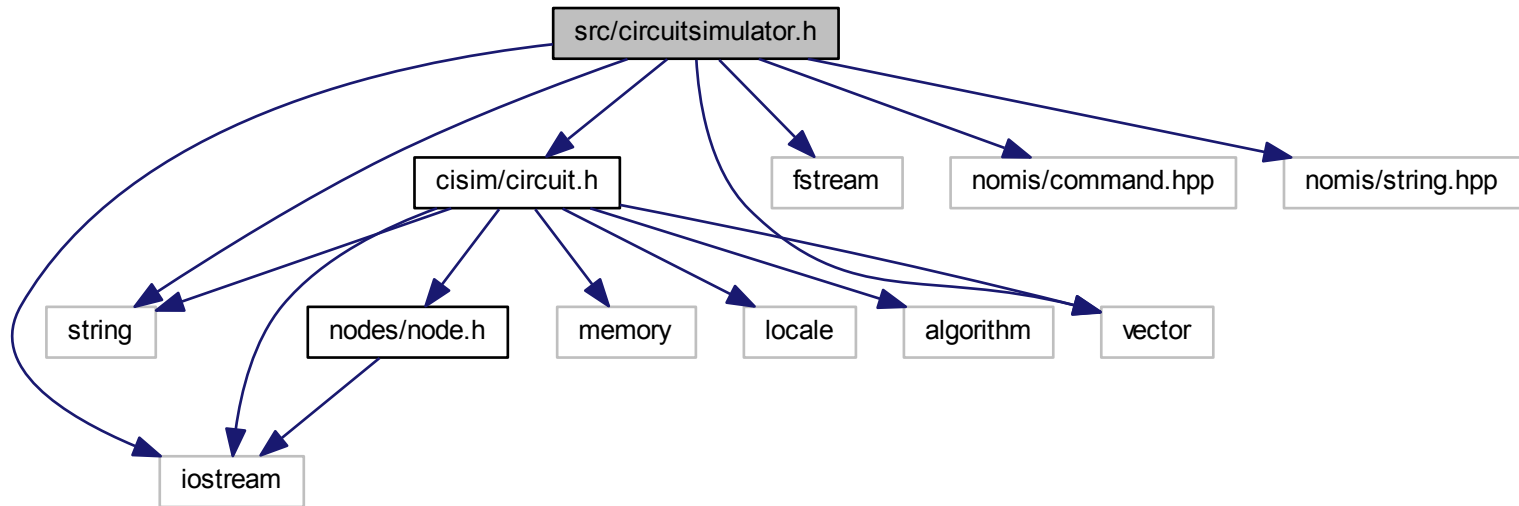 src/circuitsimulator.h
cisim/circuit.h
fstream
nomis/command.hpp
nomis/string.hpp
string
nodes/node.h
memory
locale
algorithm
vector
iostream